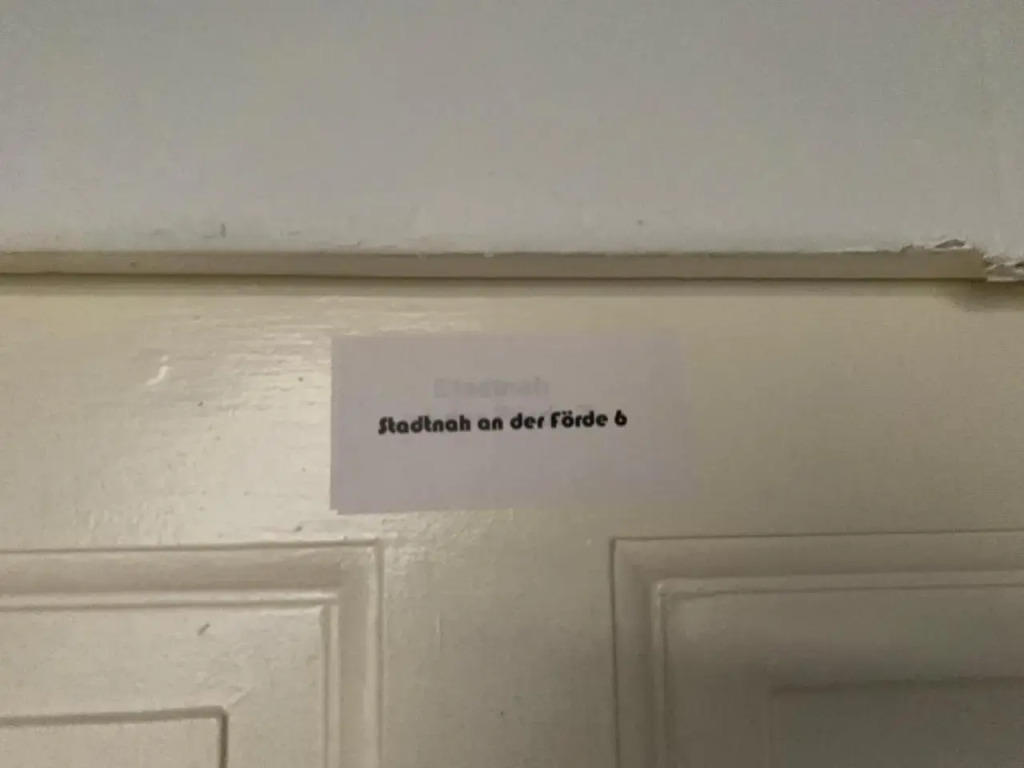 Stadtnah an der Förde 6